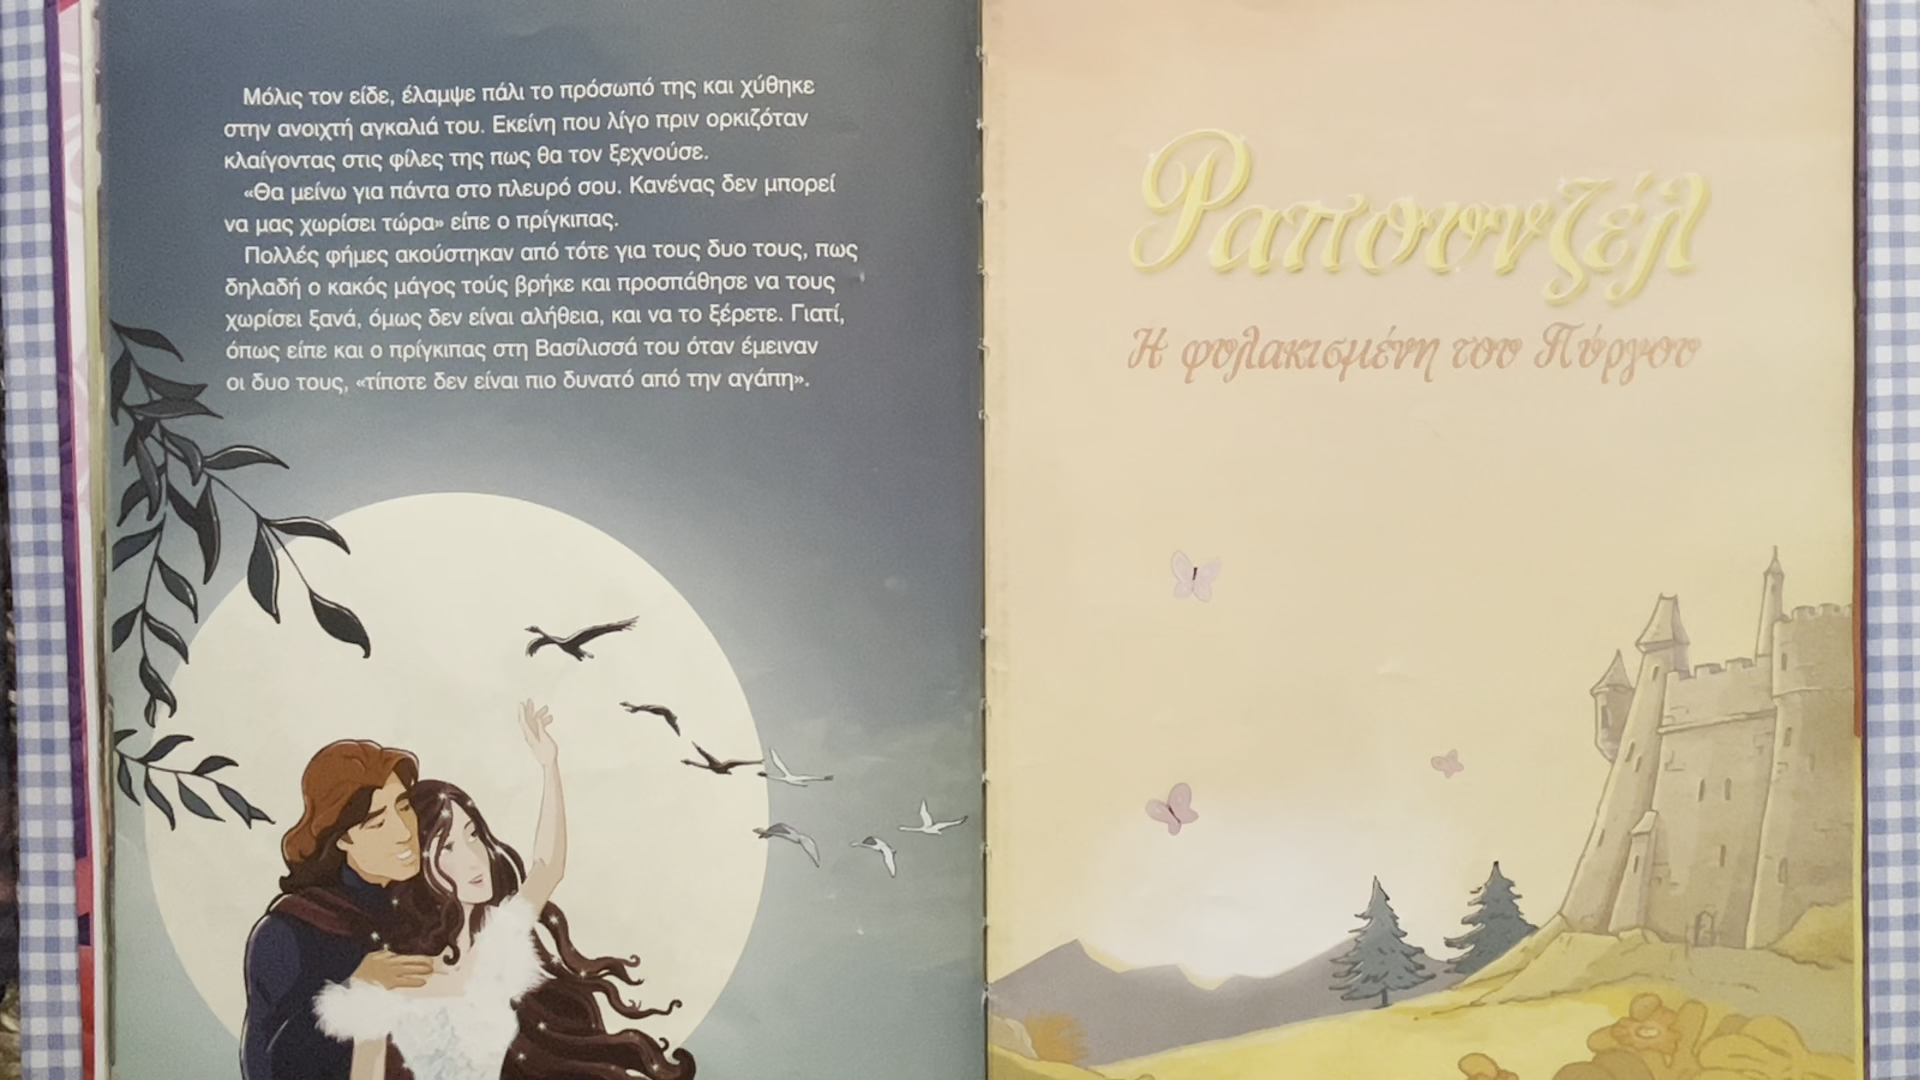 Μόλις τον είδε, έλαμψε πάλι το πρόσωπό της και χύθηκε
στην ανοιχτή αγκαλιά του. Εκείνη που λίγο πριν ορκιζόταν
κλαίγοντας στις φίλες της πως θα τον ξεχνούσε.
«Θα μείνω για πάντα στο πλευρό σου. Κανένας δεν μπορεί
να μας χωρίσει τώρα» είπε ο πρίγκιπας.
Πολλές φήμες ακούστηκαν από τότε για τους δυο τους, πως
δηλαδή ο κακός μάγος τούς βρήκε και προσπάθησε να τους
χωρίσει ξανά, όμως δεν είναι αλήθεια, και να το ξέρετε. Γιατί,
όπως είπε και ο πρίγκιπας στη Βασίλισσά του όταν έμειναν
οι δυο τους, «τίποτε δεν είναι πιο δυνατό από την αγάπη».
Ραπουνζέλ
Η φυλακισμένη του Πύργου